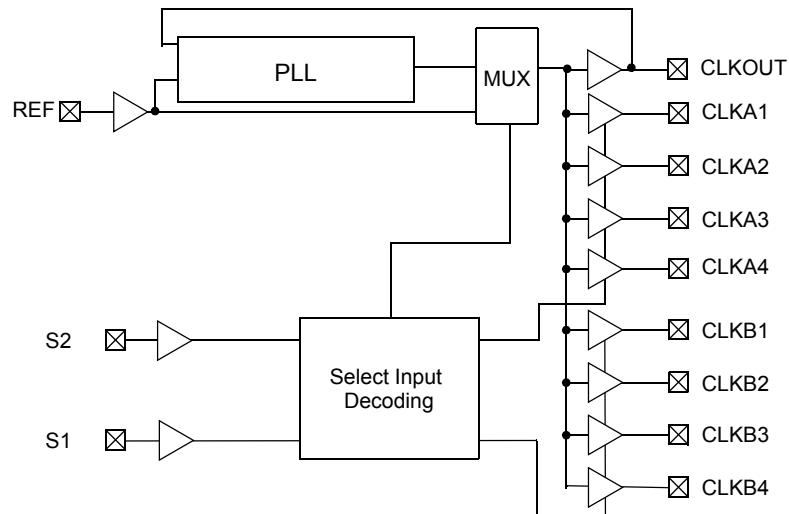 PLL
MUX
REF
CLKOUT
CLKA1
CLKA2
CLKA3
CLKA4
S2
S1
Select Input
Decoding
CLKB1
CLKB2
CLKB3
CLKB4